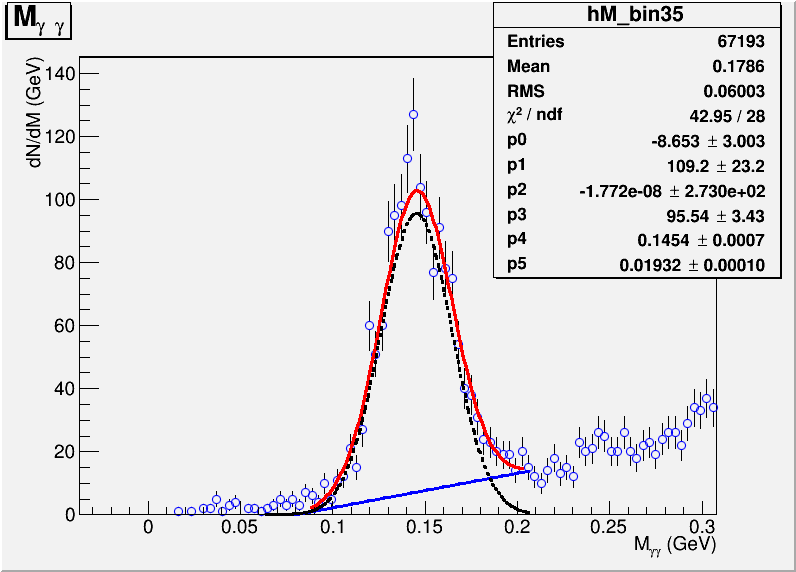 M γ γ
hM_bin35
Entries 67193
Mean 0.1786
RMS 0.06003
χ² / ndf 42.95 / 28
p0 -8.653 ± 3.003
p1 109.2 ± 23.2
p2 -1.772e-08 ± 2.730e+02
p3 95.54 ± 3.43
p4 0.1454 ± 0.0007
p5 0.01932 ± 0.00010
dN/dM (GeV)
140
120
100
80
60
40
20
0
0 0.05 0.1 0.15 0.2 0.25 0.3
Mγγ (GeV)